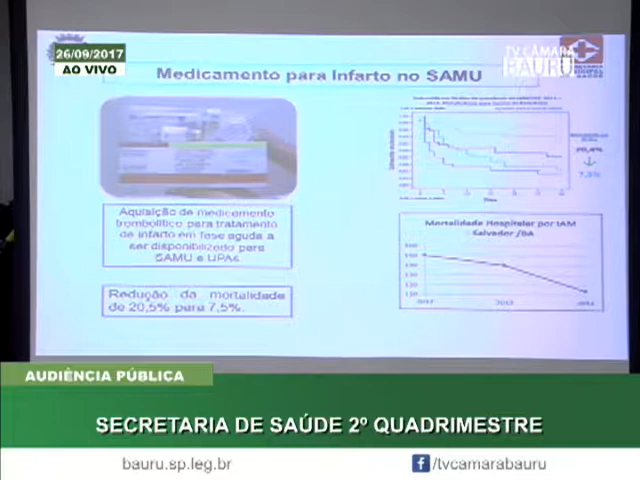 26/09/2017
AO VIVO
TV CÂMARA
BAURU
Medicamento para Infarto no SAMU
Aquisição de medicamento
trombolítico para tratamento
de infarto em fase aguda a
ser disponibilizado para
SAMU e UPAs
Redução da mortalidade
de 20,5% para 7,5%.
20,4%
7,5%
Mortalidade Hospitalar por IAM
Salvador /BA
AUDIÊNCIA PÚBLICA
SECRETARIA DE SAÚDE 2º QUADRIMESTRE
bauru.sp.leg.br
/tvcamarabauru